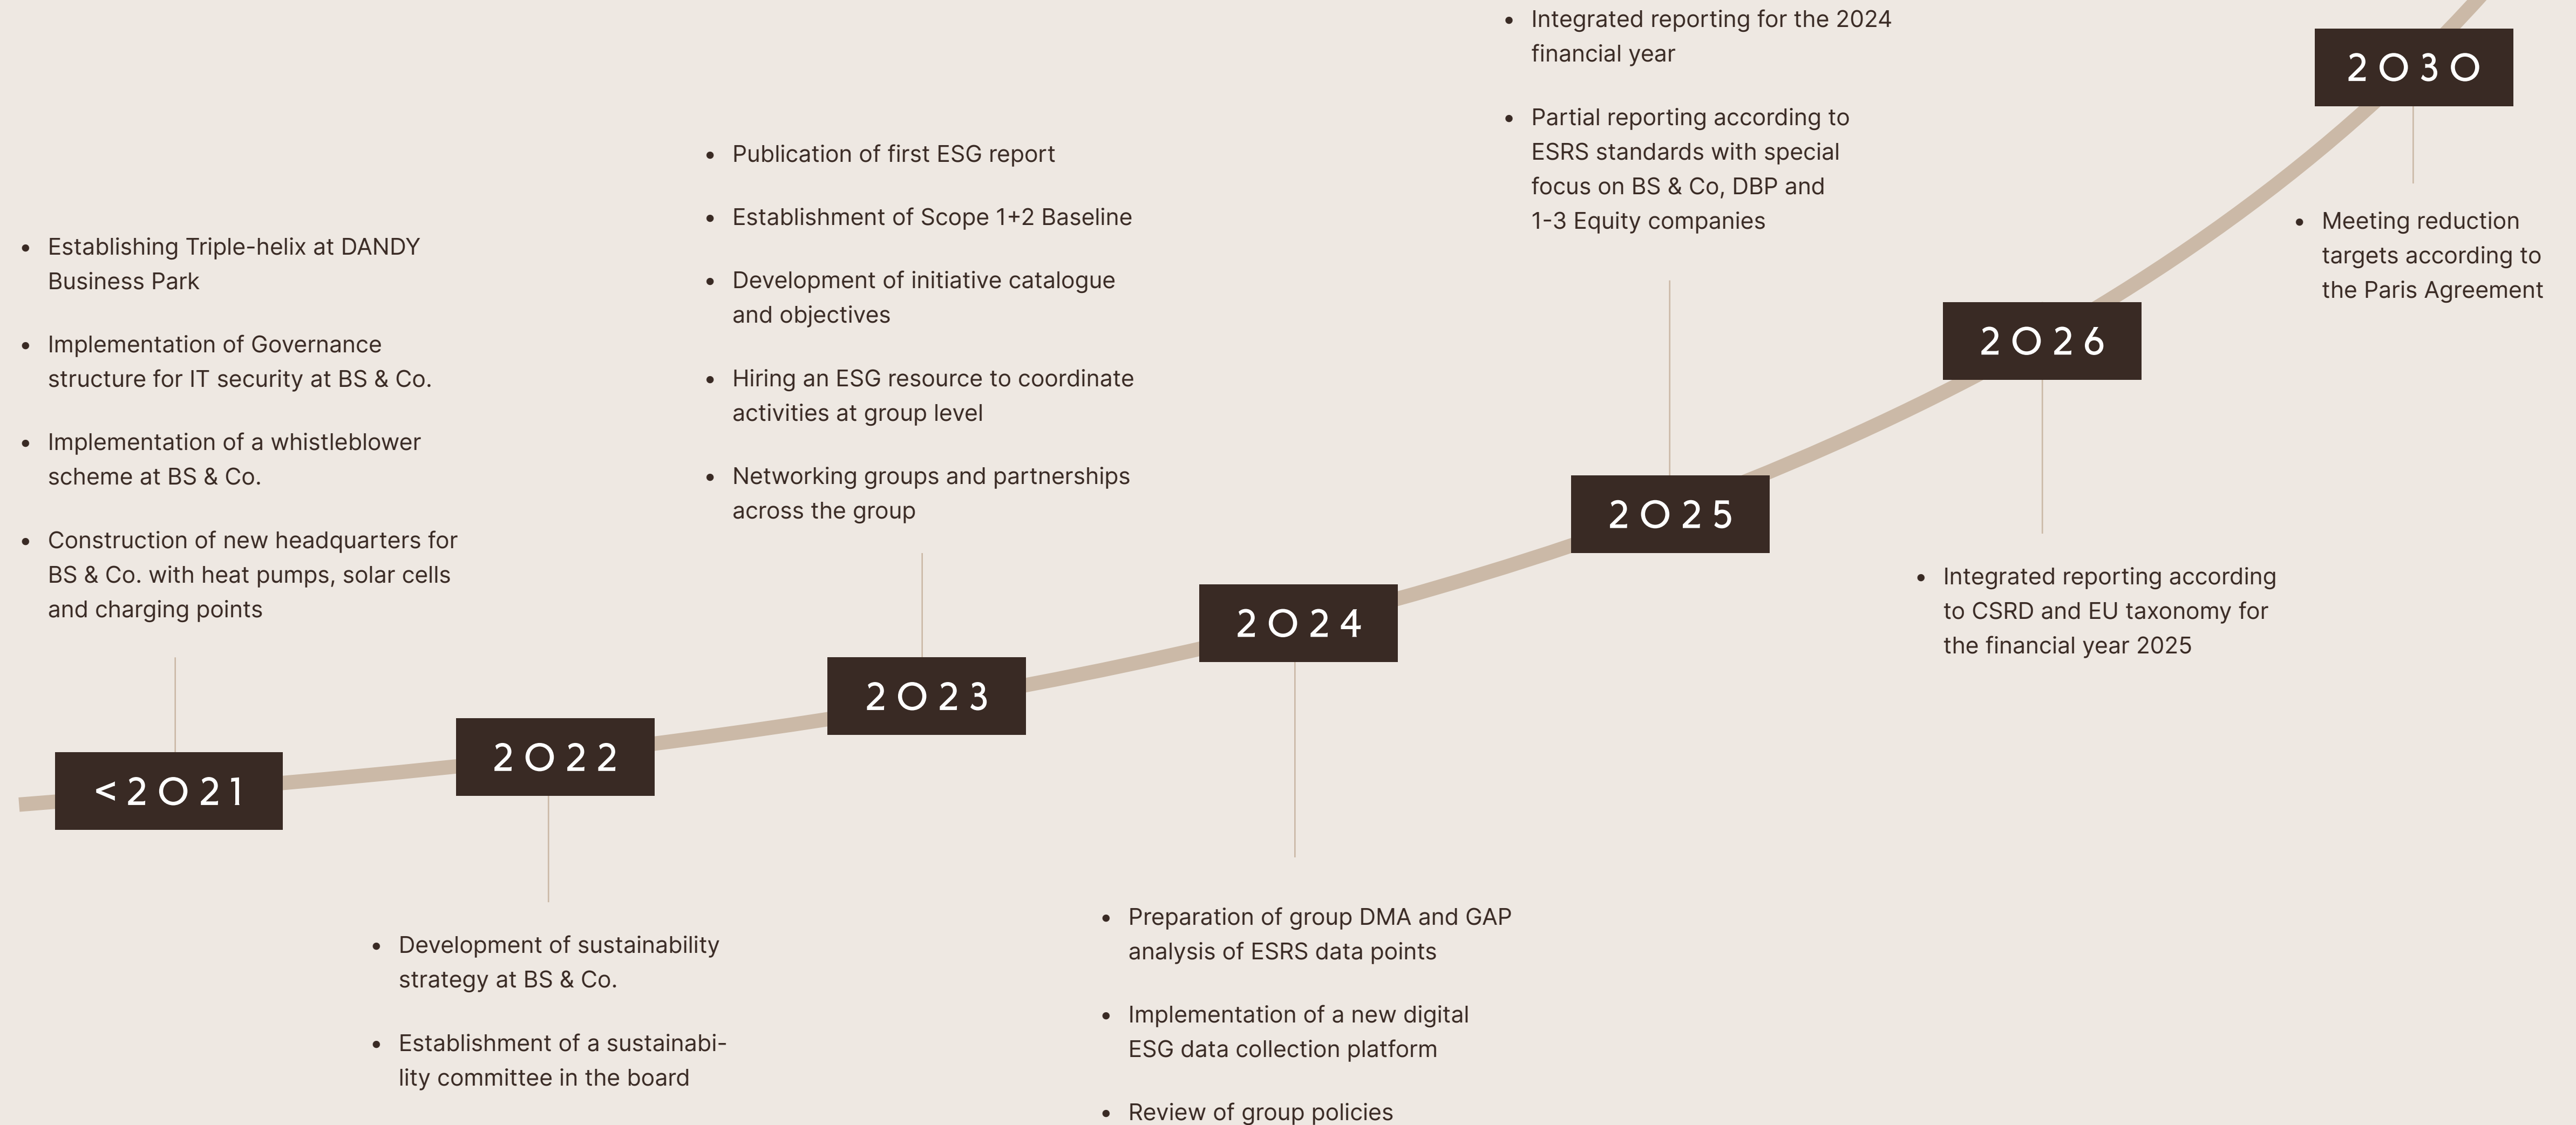 • Establishing Triple-helix at DANDY
Business Park
• Implementation of Governance
structure for IT security at BS & Co.
• Implementation of a whistleblower
scheme at BS & Co.
• Construction of new headquarters for
BS & Co. with heat pumps, solar cells
and charging points
<2021
2022
• Development of sustainability
strategy at BS & Co.
• Establishment of a sustainabi-
lity committee in the board
• Publication of first ESG report
• Establishment of Scope 1+2 Baseline
• Development of initiative catalogue
and objectives
• Hiring an ESG resource to coordinate
activities at group level
• Networking groups and partnerships
across the group
2023
2024
• Preparation of group DMA and GAP
analysis of ESRS data points
• Implementation of a new digital
ESG data collection platform
• Review of group policies
• Integrated reporting for the 2024
financial year
• Partial reporting according to
ESRS standards with special
focus on BS & Co, DBP and
1-3 Equity companies
2025
2026
• Integrated reporting according
to CSRD and EU taxonomy for
the financial year 2025
2030
• Meeting reduction
targets according to
the Paris Agreement